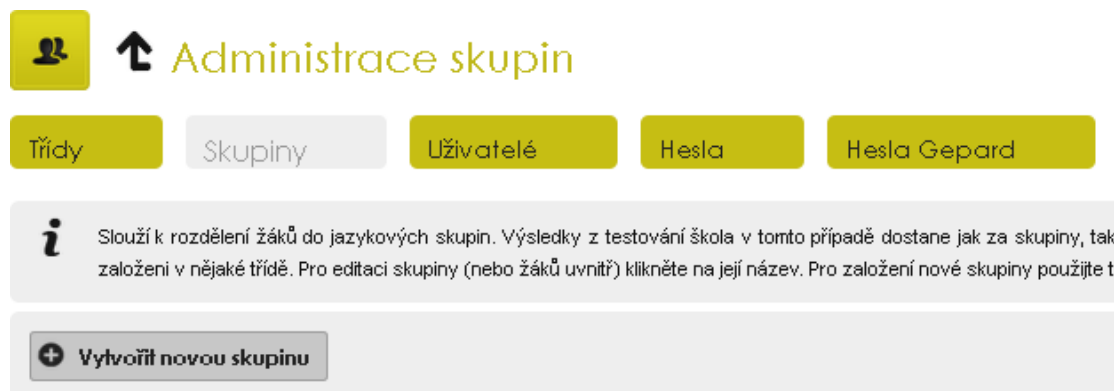 Administrace skupin
Třídy Skupiny Uživatelé Hesla Hesla Gepard
Slouží k rozdělení žáků do jazykových skupin. Výsledky z testování škola v tomto případě dostane jak za skupiny, tak
založeni v nějaké třídě. Pro editaci skupiny (nebo žáků uvnitř) klikněte na její název. Pro založení nové skupiny použijte t
Vytvořit novou skupinu